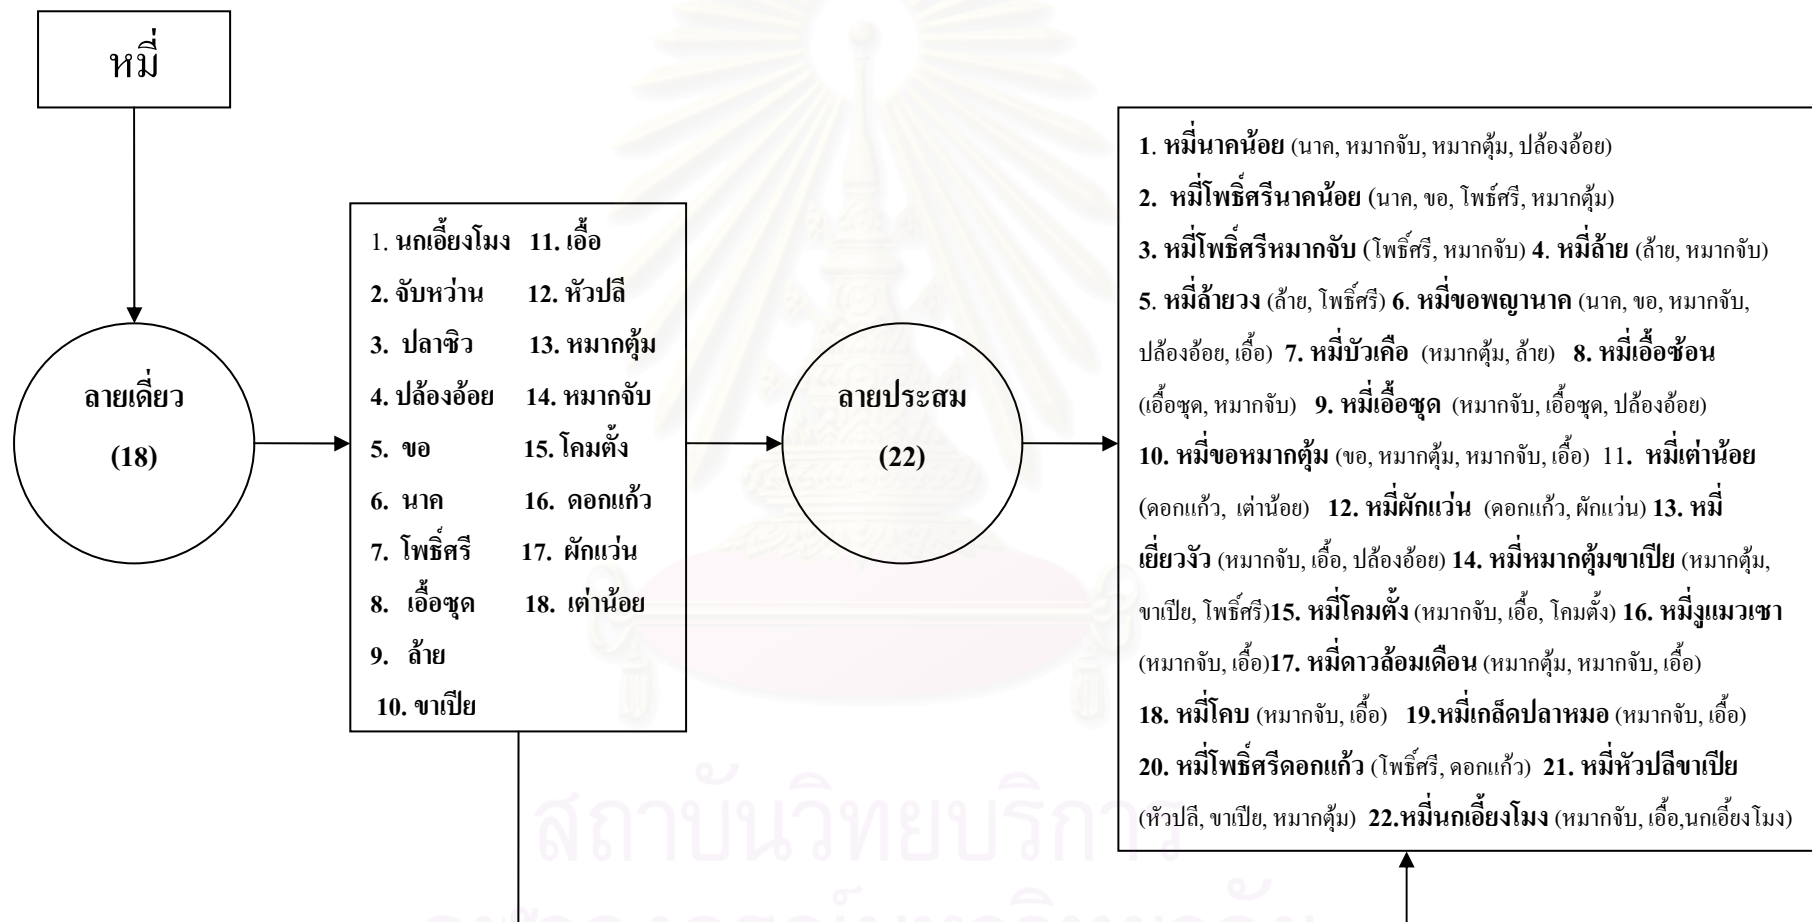 หมี่
ลายเดี่ยว
(18)
1. นกเอี้ยงโมง 11. เอื้อ
2. จับหว่าน 12. หัวปลี
3. ปลาซิว 13. หมากตุ้ม
4. ปล้องอ้อย 14. หมากจับ
5. ขอ 15. โคมตั้ง
6. นาค 16. ดอกแก้ว
7. โพธิ์ศรี 17. ผักแว่น
8. เอื้อซุด 18. เต่าน้อย
9. ล้าย
10. ขาเปีย
ลายประสม
(22)
1. หมี่นาคน้อย (นาค, หมากจับ, หมากตุ้ม, ปล้องอ้อย)
2. หมี่โพธิ์ศรีนาคน้อย (นาค, ขอ, โพธ์ศรี, หมากตุ้ม)
3. หมี่โพธิ์ศรีหมากจับ (โพธิ์ศรี, หมากจับ) 4. หมี่ล้าย (ล้าย, หมากจับ)
5. หมี่ล้ายวง (ล้าย, โพธิ์ศรี) 6. หมี่ขอพญานาค (นาค, ขอ, หมากจับ,
ปล้องอ้อย, เอื้อ) 7. หมี่บัวเคือ (หมากตุ้ม, ล้าย) 8. หมี่เอื้อซ้อน
(เอื้อซุด, หมากจับ) 9. หมี่เอื้อซุด (หมากจับ, เอื้อซุด, ปล้องอ้อย)
10. หมี่ขอหมากตุ้ม (ขอ, หมากตุ้ม, หมากจับ, เอื้อ) 11. หมี่เต่าน้อย
(ดอกแก้ว, เต่าน้อย) 12. หมี่ผักแว่น (ดอกแก้ว, ผักแว่น) 13. หมี่
เยี่ยวงัว (หมากจับ, เอื้อ, ปล้องอ้อย) 14. หมี่หมากตุ้มขาเปีย (หมากตุ้ม,
ขาเปีย, โพธิ์ศรี)15. หมี่โคมตั้ง (หมากจับ, เอื้อ, โคมตั้ง) 16. หมี่งูแมวเซา
(หมากจับ, เอื้อ)17. หมี่ดาวล้อมเดือน (หมากตุ้ม, หมากจับ, เอื้อ)
18. หมี่โคบ (หมากจับ, เอื้อ) 19.หมี่เกล็ดปลาหมอ (หมากจับ, เอื้อ)
20. หมี่โพธิ์ศรีดอกแก้ว (โพธิ์ศรี, ดอกแก้ว) 21. หมี่หัวปลีขาเปีย
(หัวปลี, ขาเปีย, หมากตุ้ม) 22.หมี่นกเอี้ยงโมง (หมากจับ, เอื้อ,นกเอี้ยงโมง)
สถาบันวิทยบริการ